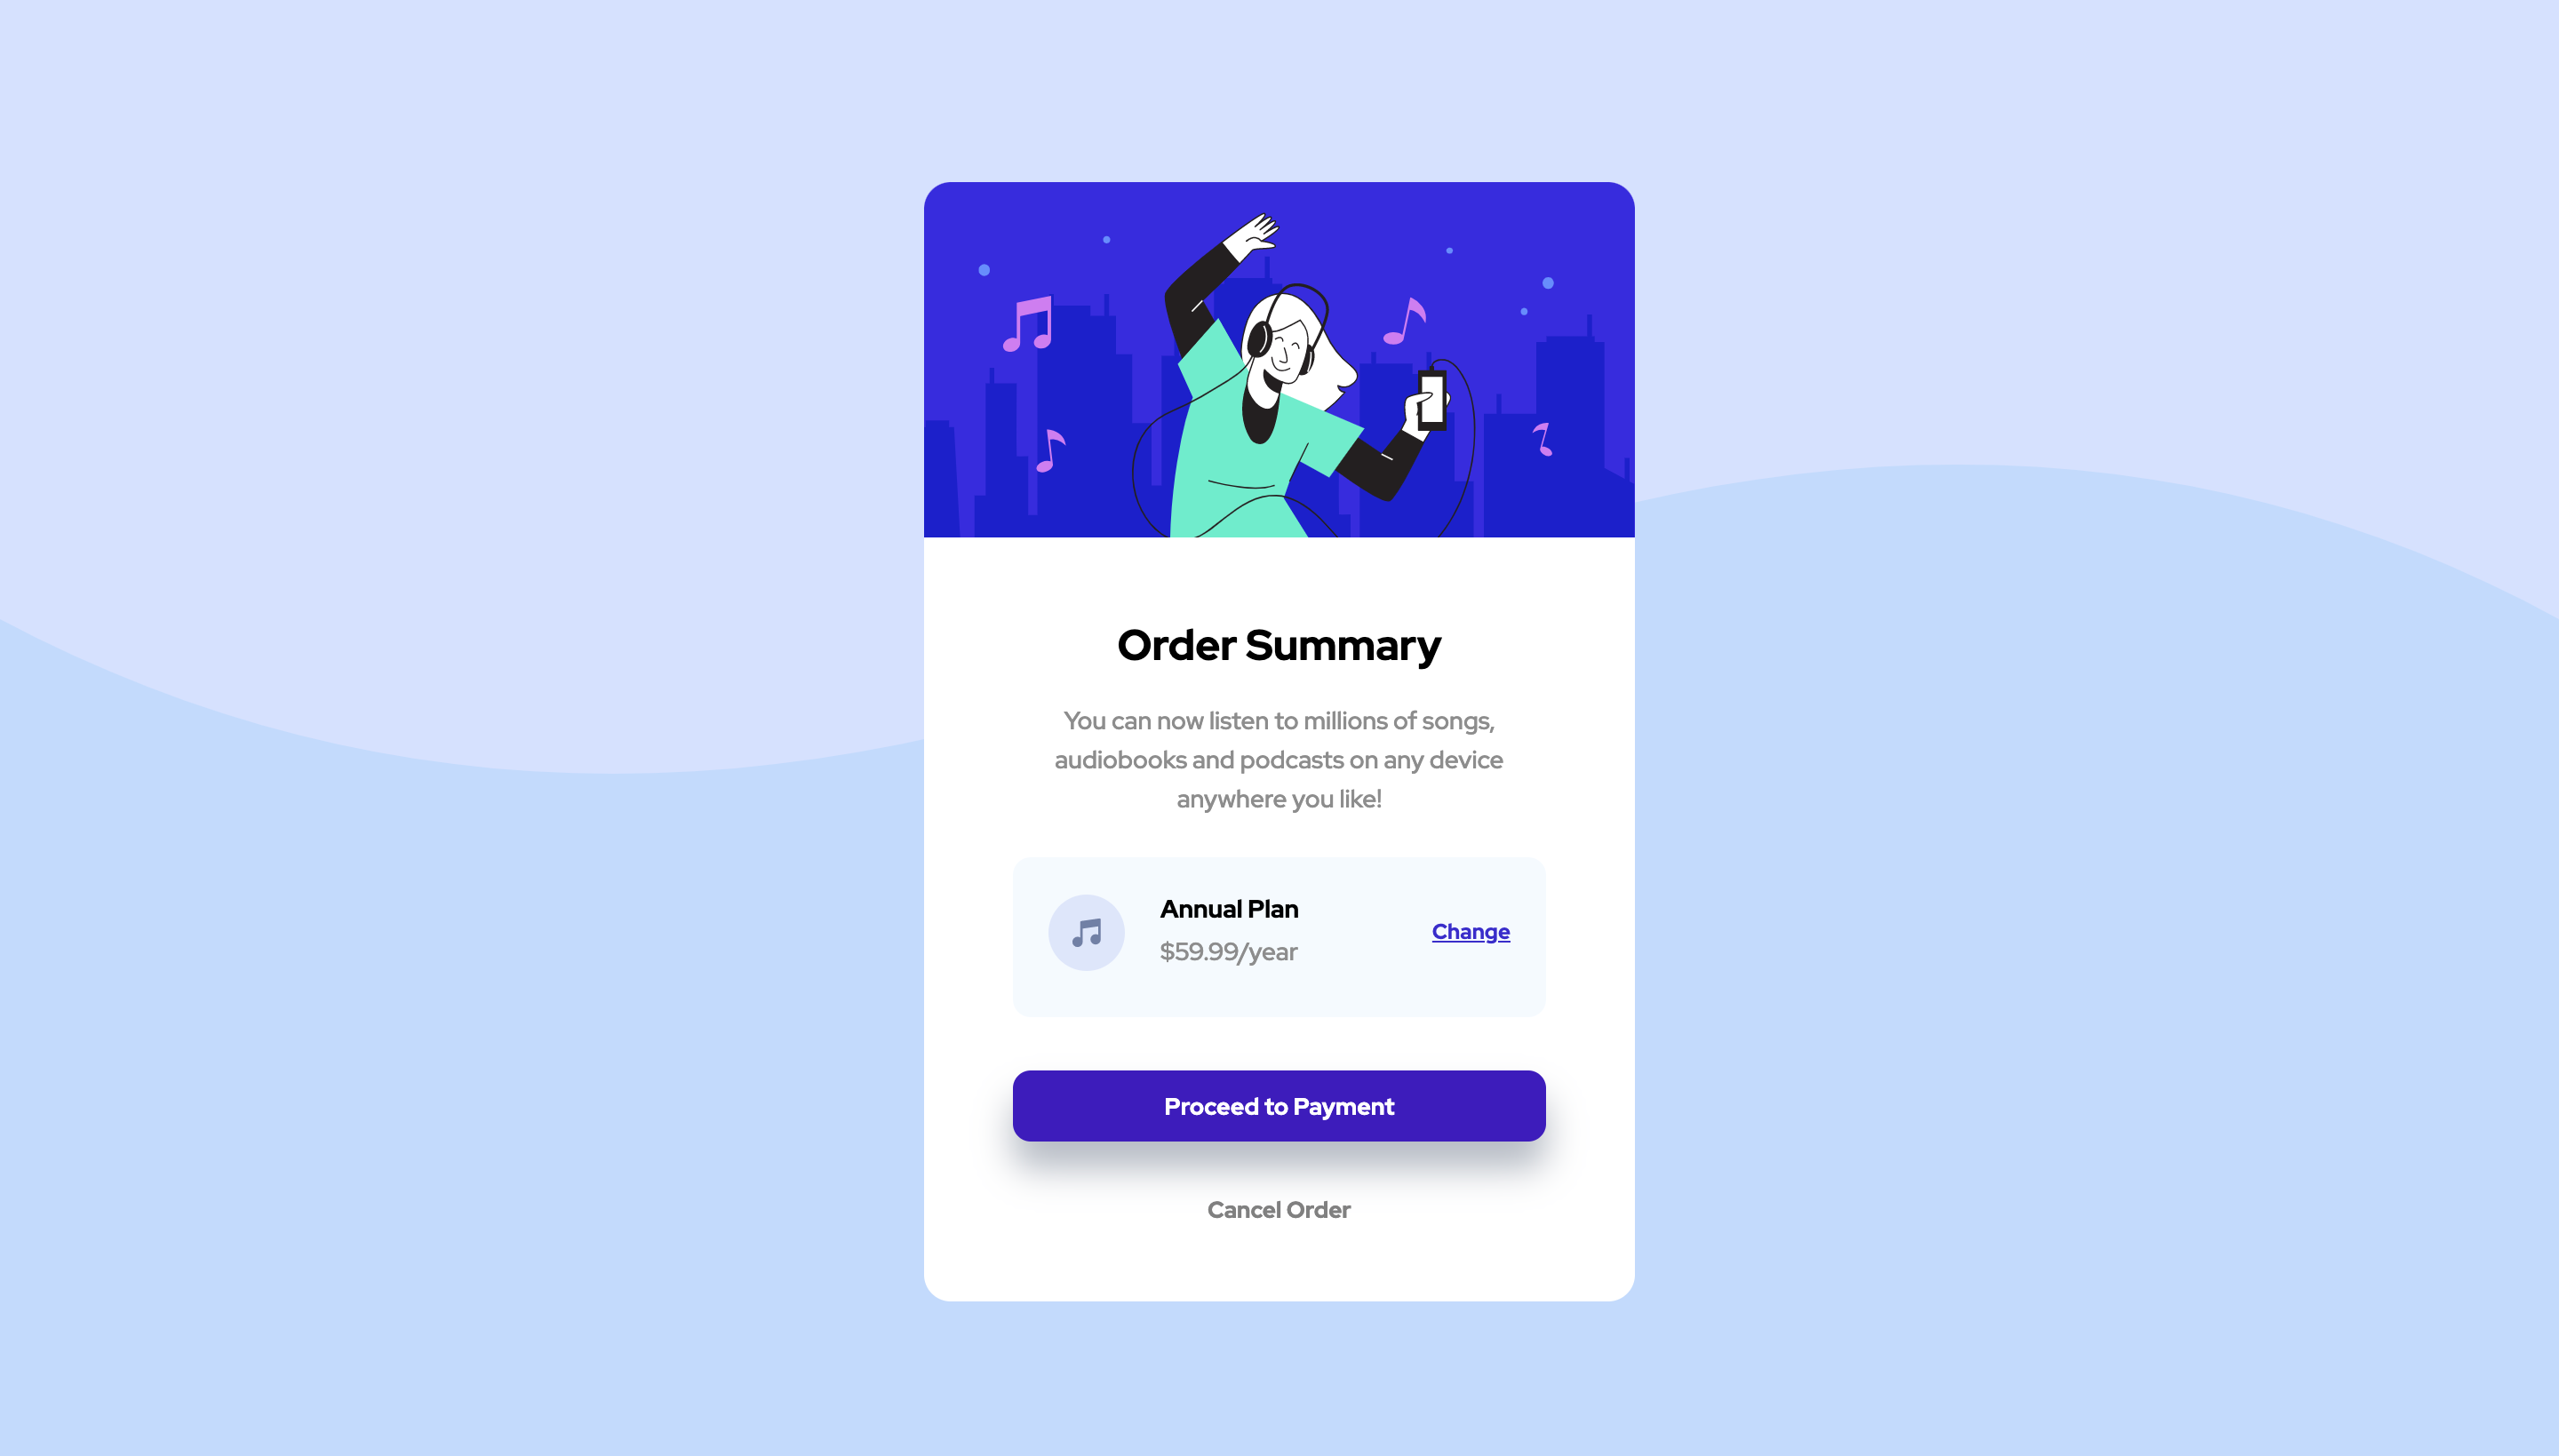 Order Summary
You can now listen to millions of songs,
audiobooks and podcasts on any device
anywhere you like!
Annual Plan
$59.99/year
Change
Proceed to Payment
Cancel Order